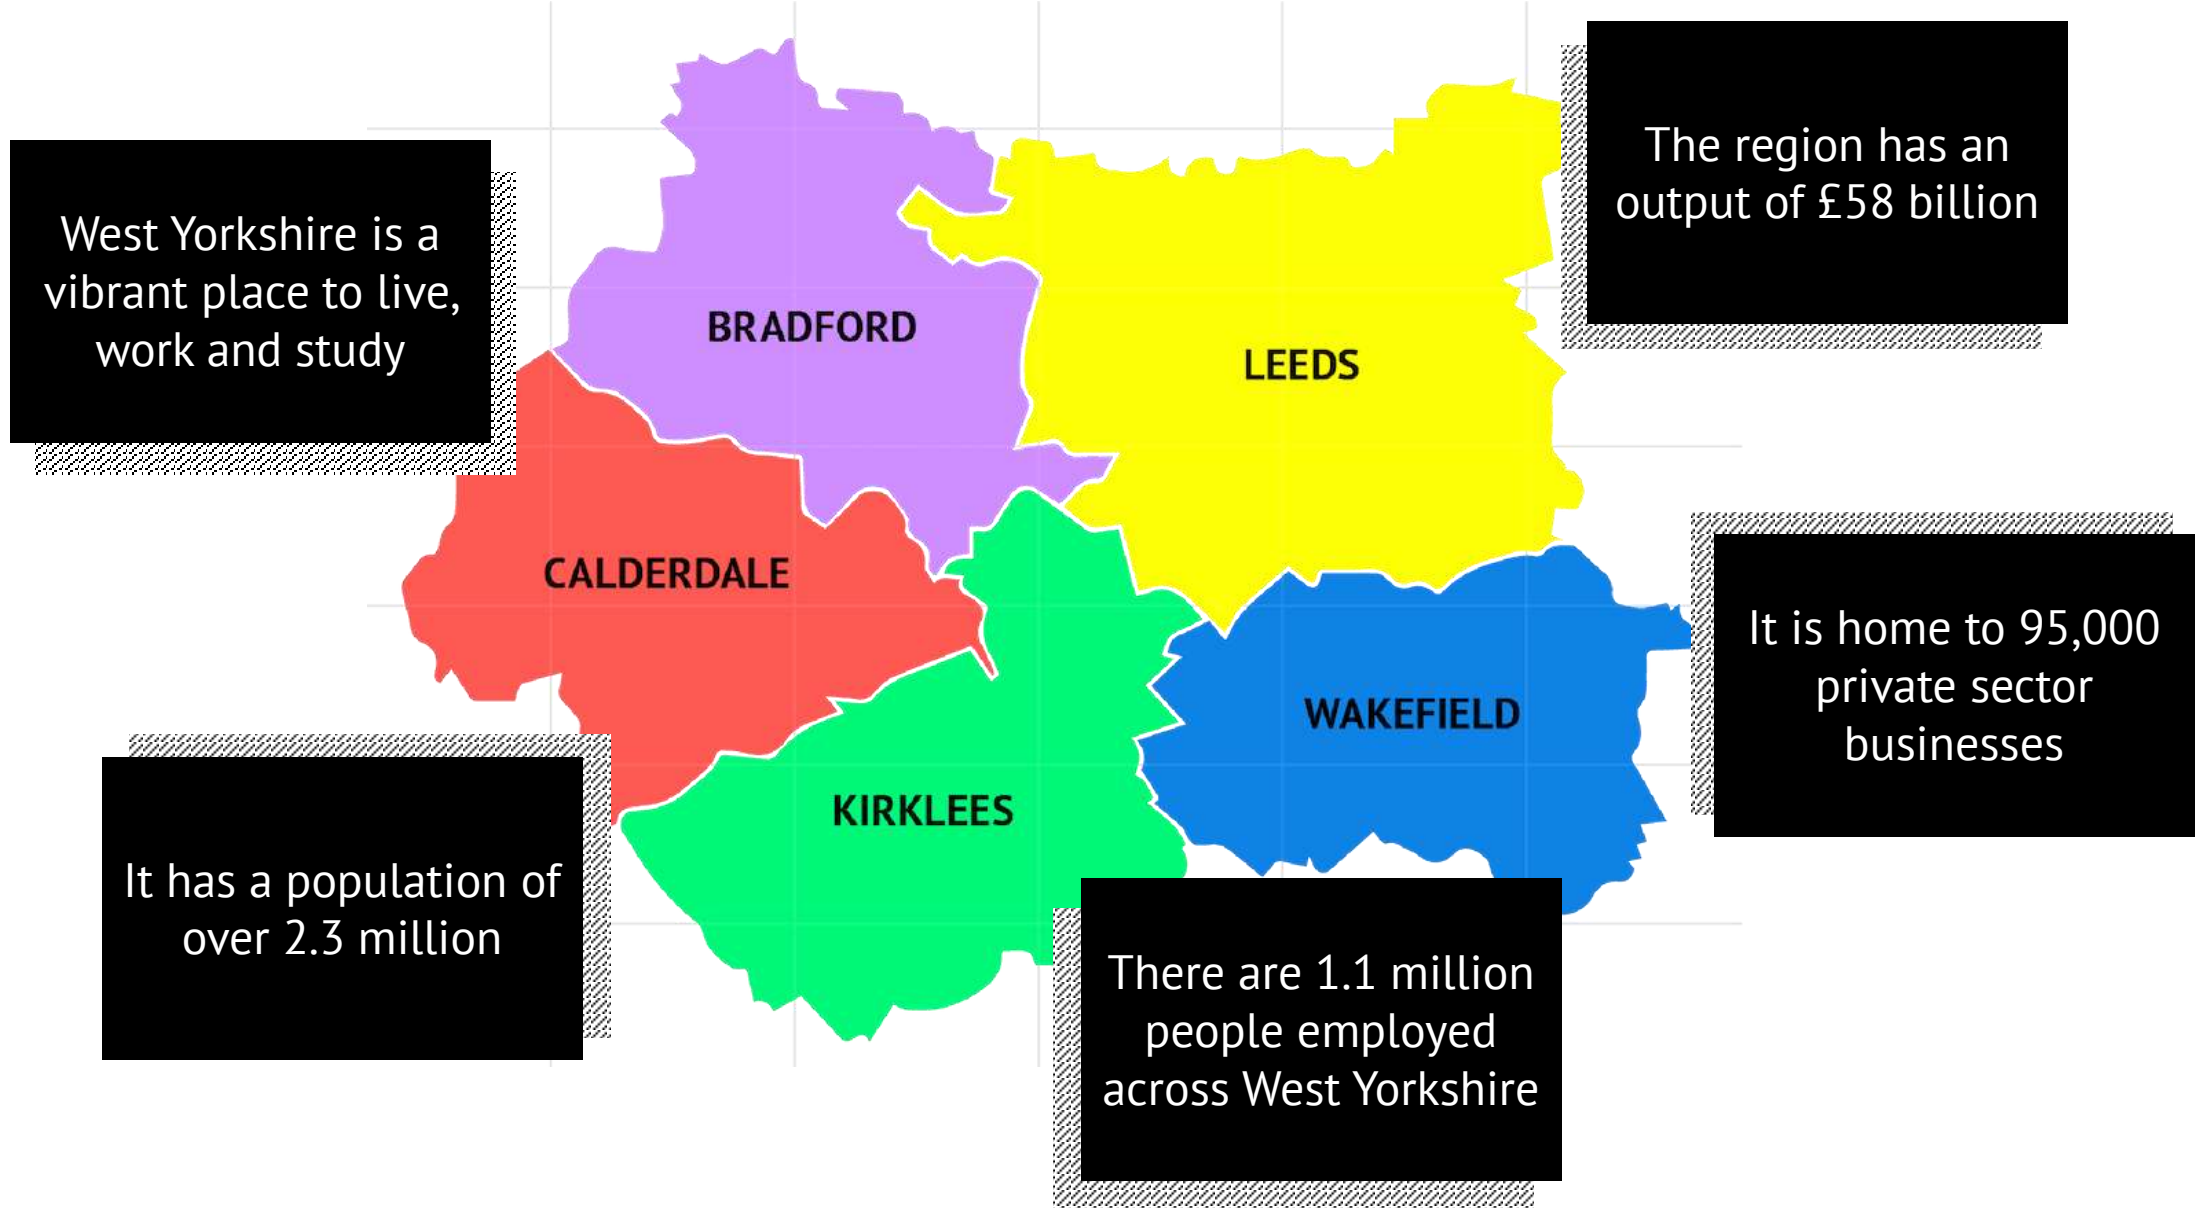 The region has an
output of £58 billion
West Yorkshire is a
vibrant place to live,
work and study
BRADFORD
LEEDS
CALDERDALE
It is home to 95,000
private sector
businesses
WAKEFIELD
KIRKLEES
It has a population of
over 2.3 million
There are 1.1 million
people employed
across West Yorkshire